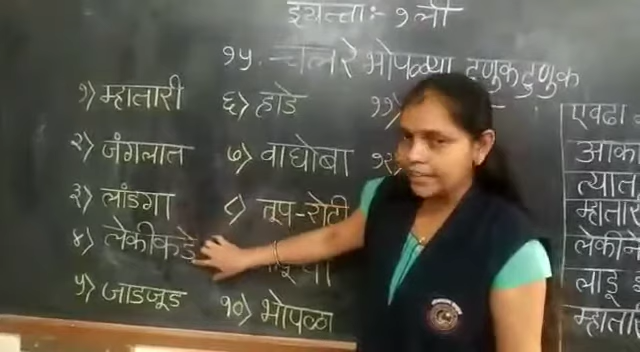 इयत्ता:- १ ली
१५. चल रे भोपळ्या टुणुक टुणुक
१) म्हातारी
२) जंगलात
३) लांडगा
४) लेकीकडे
५) जाडजूड
६) हाडे
७) वाघोबा
८) तूप-रोटी
१०) भोपळा
११)
एवढा
आका
त्यात
म्हातार
लेकीने
लाडू
म्हातारी